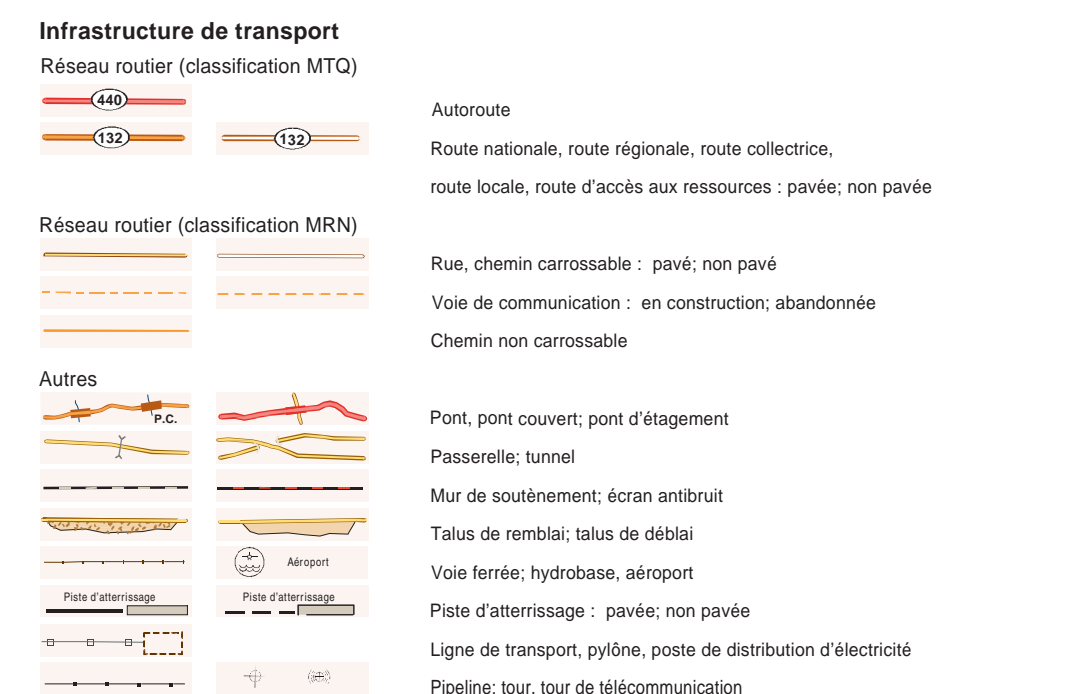 Infrastructure de transport
Réseau routier (classification MTQ)
440
Autoroute
132 132
Route nationale, route régionale, route collectrice,
route locale, route d'accès aux ressources : pavée; non pavée
Réseau routier (classification MRN)
Rue, chemin carrossable : pavé; non pavé
Voie de communication : en construction; abandonnée
Chemin non carrossable
Autres
P.C.
Pont, pont couvert; pont d'étagement
Passerelle; tunnel
Mur de soutènement; écran antibruit
Talus de remblai; talus de déblai
Aéroport
Voie ferrée; hydrobase, aéroport
Piste d'atterrissage Piste d'atterrissage
Piste d'atterrissage : pavée; non pavée
Ligne de transport, pylône, poste de distribution d'électricité
Pipeline; tour, tour de télécommunication